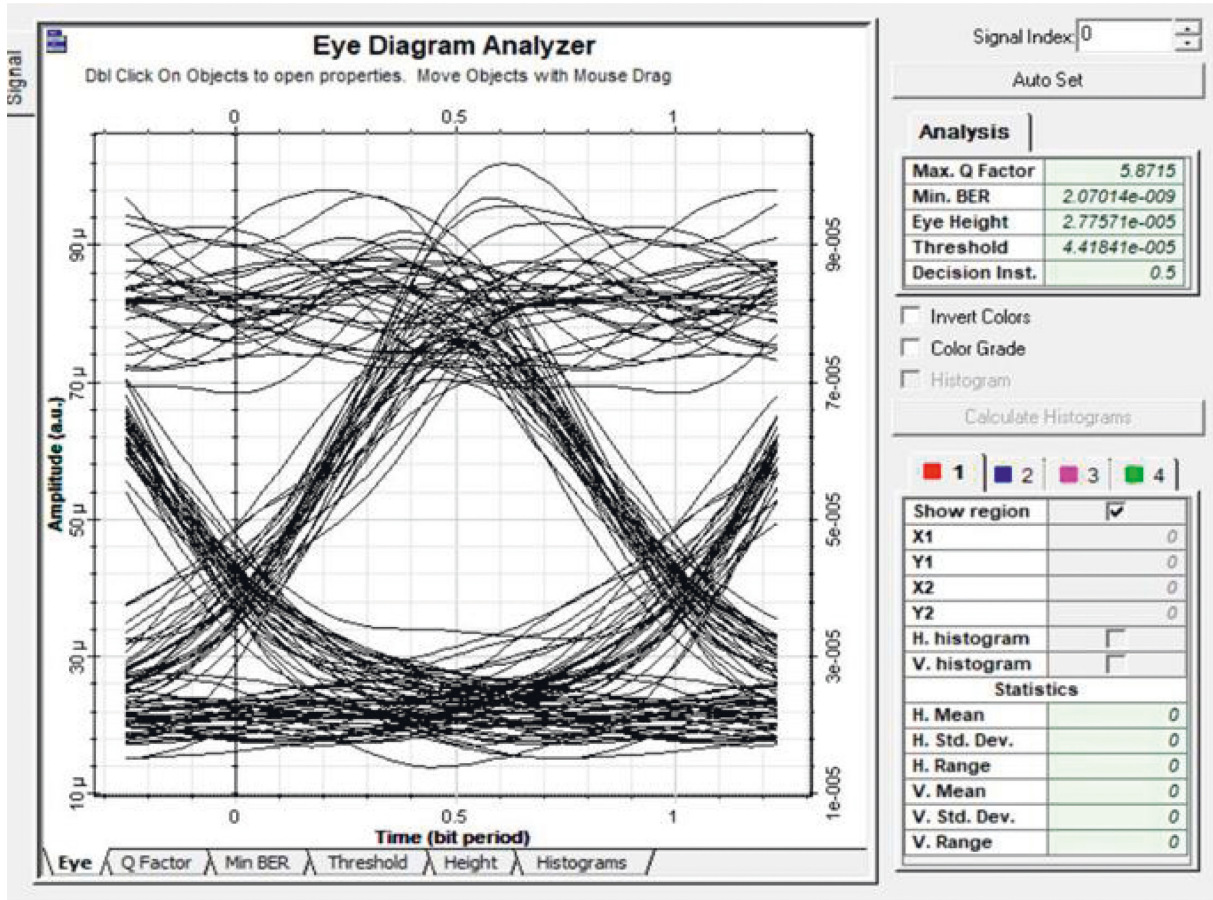 Signal
Eye Diagram Analyzer
Dbl Click On Objects to open properties. Move Objects with Mouse Drag
0 0.5 1
90 µ
70 µ
50 µ
30 µ
10 µ
Amplitude (a.u.)
9e-005
7e-005
5e-005
3e-005
1e-005
0 0.5 1
Time (bit period)
Eye Q Factor Min BER Threshold Height Histograms
Signal Index: 0
Auto Set
Analysis
Max. Q Factor 5.8715
Min. BER 2.07014e-009
Eye Height 2.77571e-005
Threshold 4.41841e-005
Decision Inst. 0.5
Invert Colors
Color Grade
Histogram
Calculate Histograms
1 2 3 4
Show region
X1 0
Y1 0
X2 0
Y2 0
H. histogram
V. histogram
Statistics
H. Mean 0
H. Std. Dev. 0
H. Range 0
V. Mean 0
V. Std. Dev. 0
V. Range 0